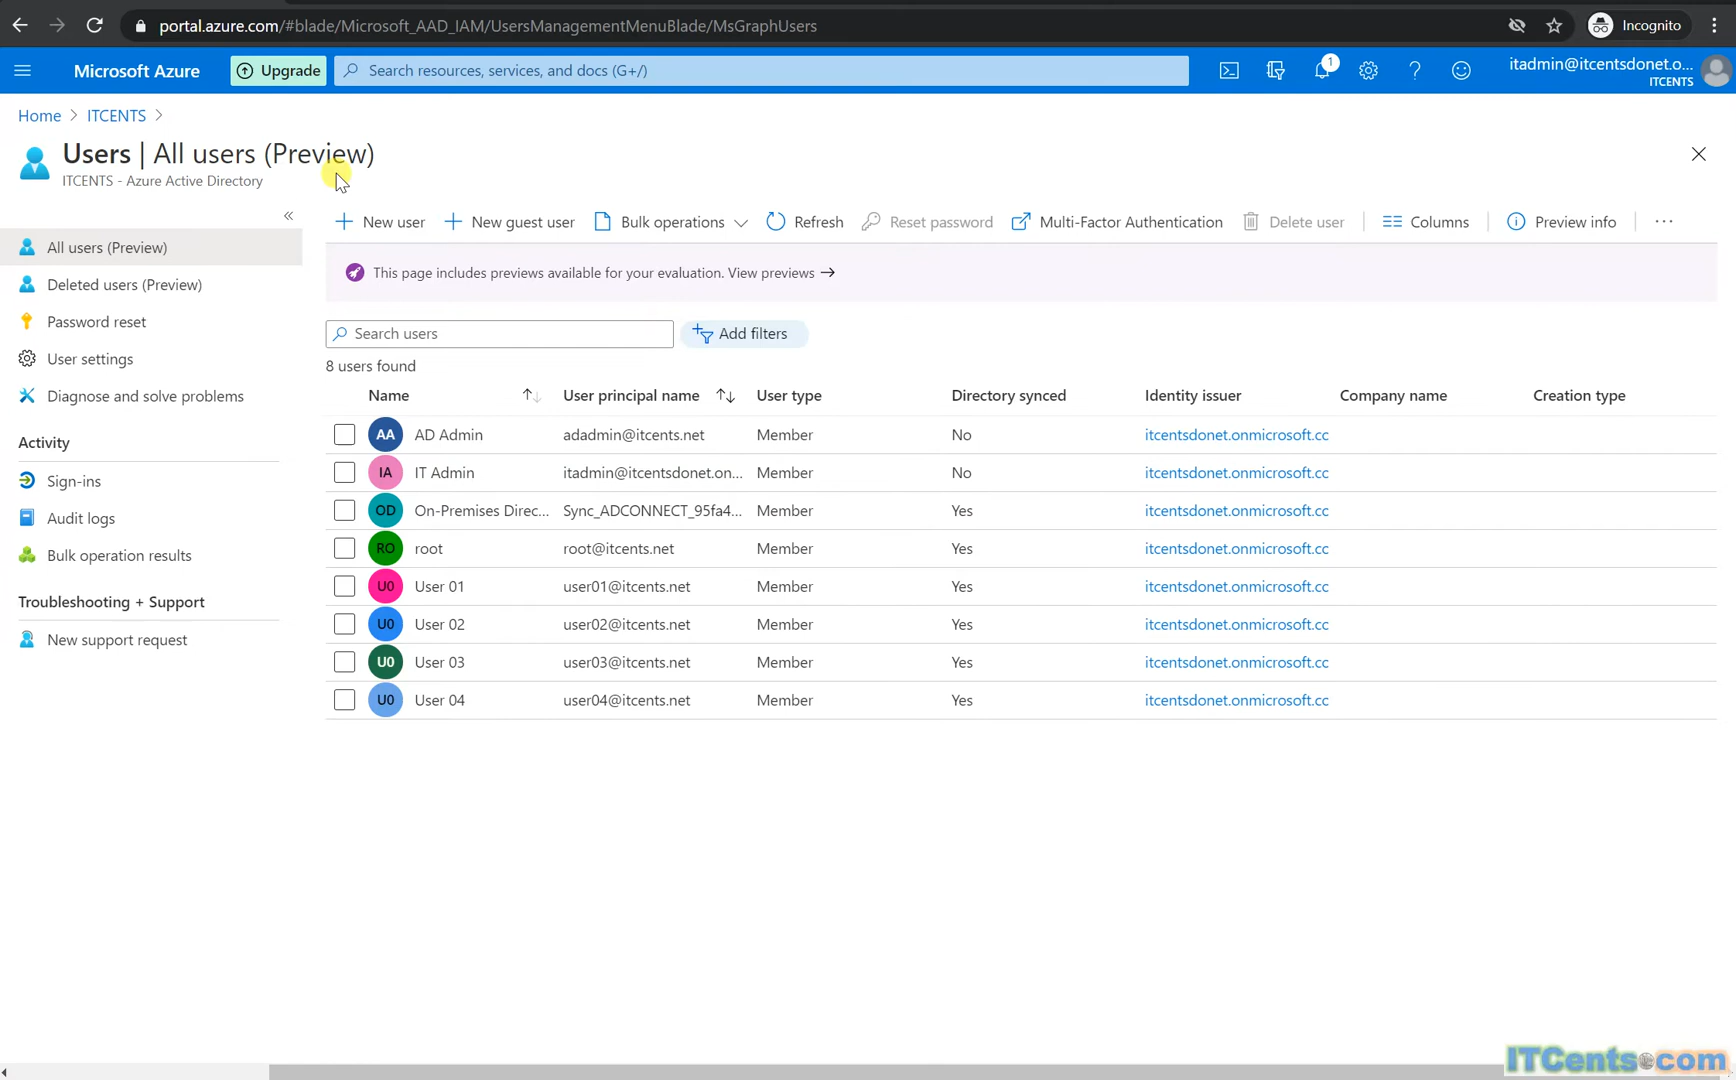 portal.azure.com/#blade/Microsoft_AAD_IAM/UsersManagementMenuBlade/MsGraphUsers
Incognito
Microsoft Azure
Upgrade
Search resources, services, and docs (G+/)
1
itadmin@itcentsdonet.o...
ITCENTS
Home > ITCENTS >
Users | All users (Preview)
ITCENTS - Azure Active Directory
«
All users (Preview)
Deleted users (Preview)
Password reset
User settings
Diagnose and solve problems
Activity
Sign-ins
Audit logs
Bulk operation results
Troubleshooting + Support
New support request
New user
New guest user
Bulk operations
Refresh
Reset password
Multi-Factor Authentication
Delete user
Columns
Preview info
...
This page includes previews available for your evaluation. View previews →
Search users
Add filters
8 users found
Name User principal name User type Directory synced Identity issuer Company name Creation type
AA AD Admin adadmin@itcents.net Member No itcentsdonet.onmicrosoft.cc
IA IT Admin itadmin@itcentsdonet.on... Member No itcentsdonet.onmicrosoft.cc
OD On-Premises Direc... Sync_ADCONNECT_95fa4... Member Yes itcentsdonet.onmicrosoft.cc
RO root root@itcents.net Member Yes itcentsdonet.onmicrosoft.cc
U0 User 01 user01@itcents.net Member Yes itcentsdonet.onmicrosoft.cc
U0 User 02 user02@itcents.net Member Yes itcentsdonet.onmicrosoft.cc
U0 User 03 user03@itcents.net Member Yes itcentsdonet.onmicrosoft.cc
U0 User 04 user04@itcents.net Member Yes itcentsdonet.onmicrosoft.cc
ITCents.com